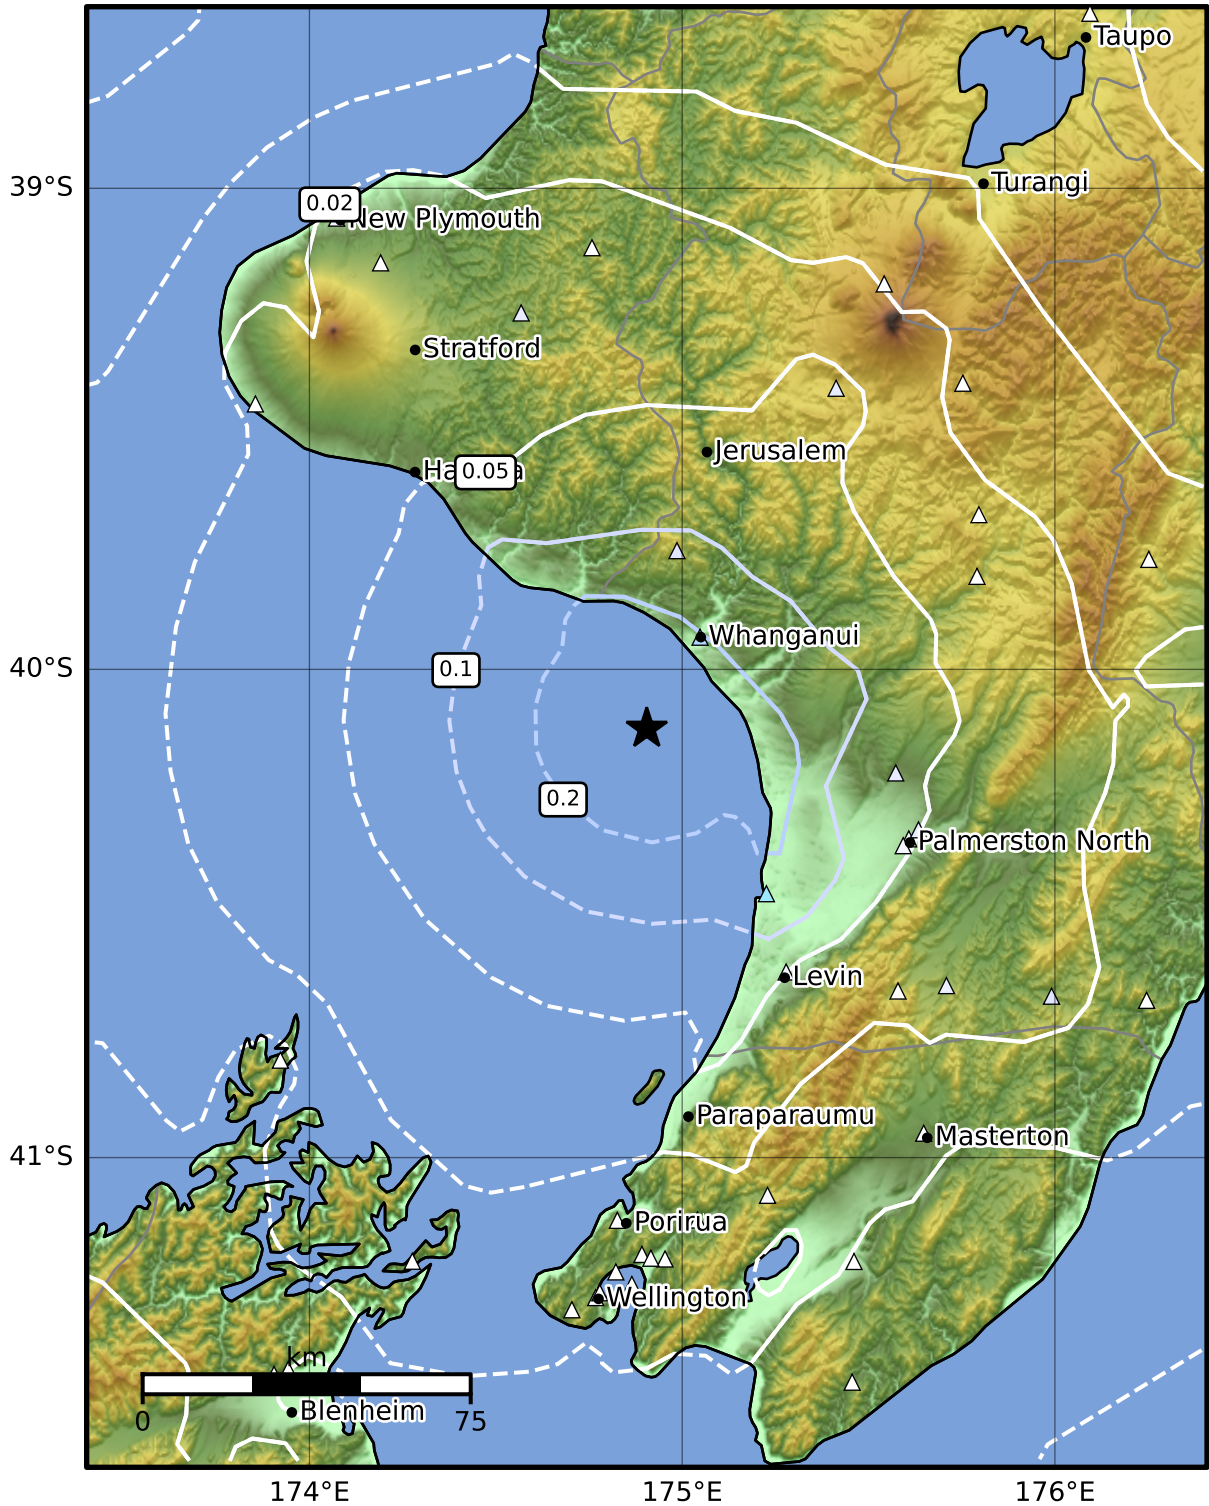 Taupo
39°S
Turangi
0.02
New Plymouth
Stratford
Jerusalem
0.05
Whanganui
40°S
0.1
0.2
Palmerston North
Levin
Paraparaumu
Masterton
41°S
Porirua
Wellington
km
0 75
Blenheim
174°E 175°E 176°E